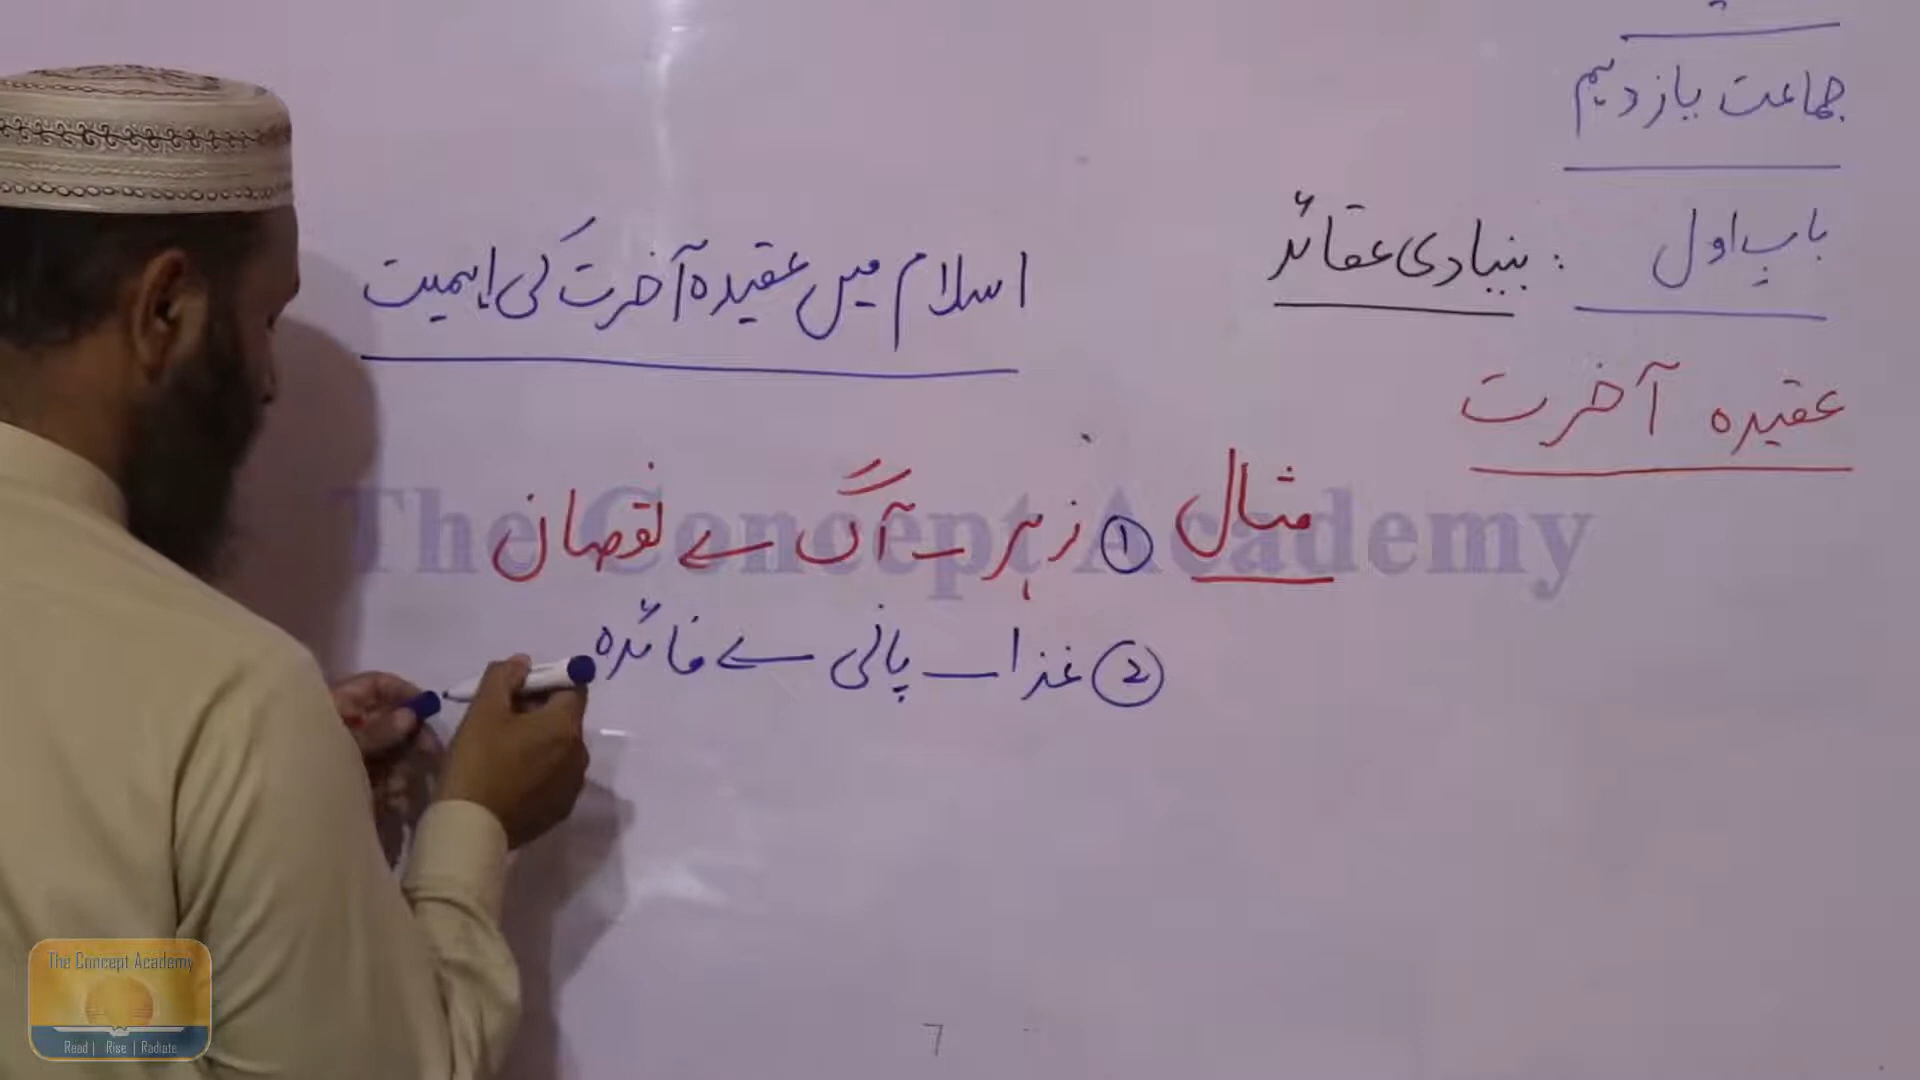 جماعت یازدہم
باب اول : بنیادی عقائد
عقیدہ آخرت
اسلام میں عقیدہ آخرت کی اہمیت
مثال ① زہر – آگ سے نقصان
② غذا – پانی سے فائدہ
The Concept Academy
The Concept Academy
Read | Rise | Radiate